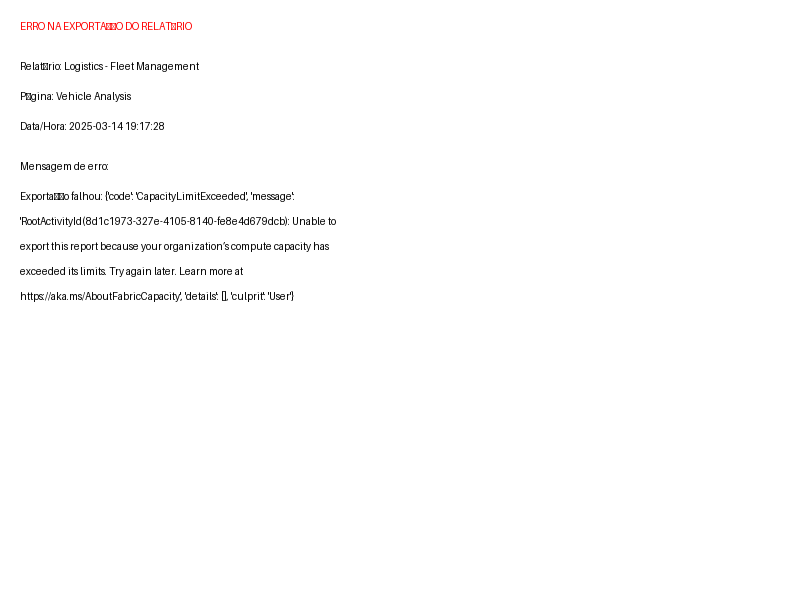 ERRO NA EXPORTA□□O DO RELAT□RIO
Relat□rio: Logistics - Fleet Management
P□gina: Vehicle Analysis
Data/Hora: 2025-03-14 19:17:28
Mensagem de erro:
Exporta□□o falhou: {'code': 'CapacityLimitExceeded', 'message':
'RootActivityId(8d1c1973-327e-4105-8140-fe8e4d679dcb): Unable to
export this report because your organization’s compute capacity has
exceeded its limits. Try again later. Learn more at
https://aka.ms/AboutFabricCapacity', 'details': [], 'culprit': 'User'}